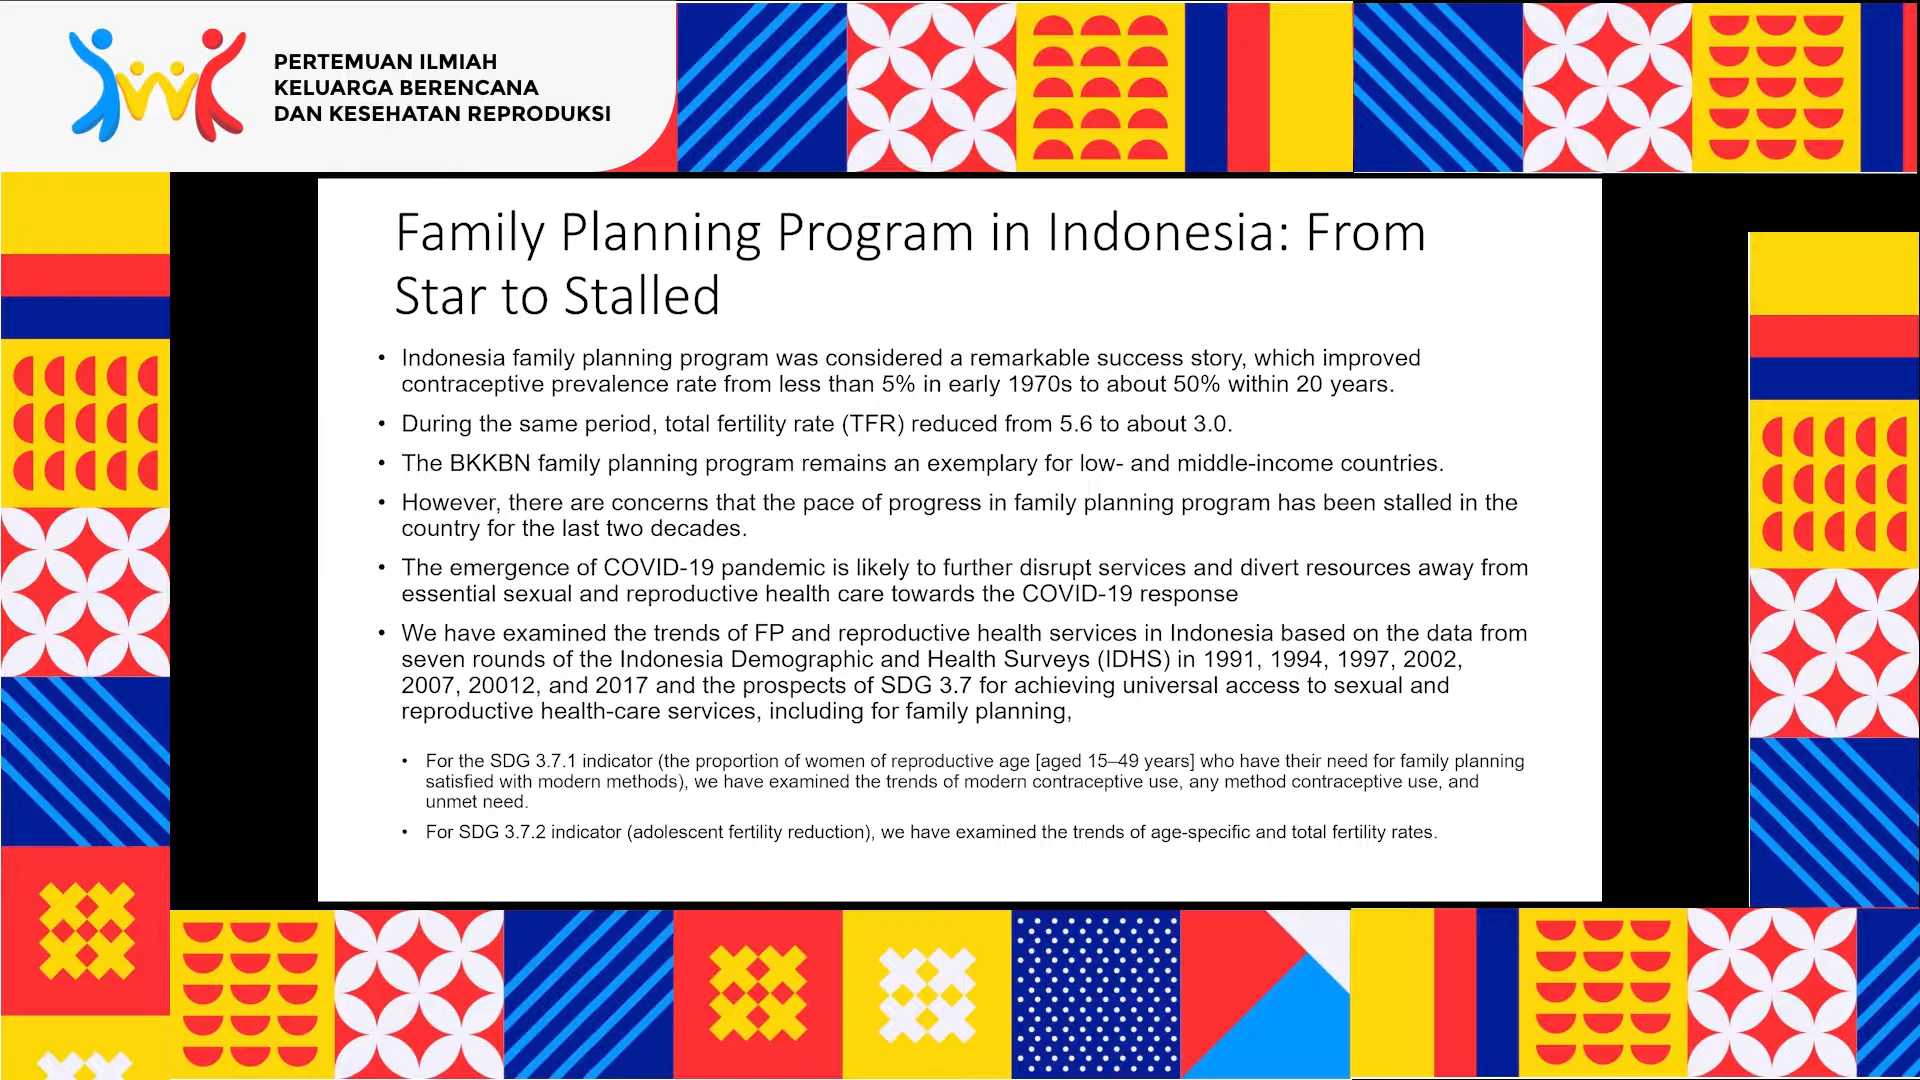 PERTEMUAN ILMIAH
KELUARGA BERENCANA
DAN KESEHATAN REPRODUKSI
Family Planning Program in Indonesia: From
Star to Stalled
• Indonesia family planning program was considered a remarkable success story, which improved
contraceptive prevalence rate from less than 5% in early 1970s to about 50% within 20 years.
• During the same period, total fertility rate (TFR) reduced from 5.6 to about 3.0.
• The BKKBN family planning program remains an exemplary for low- and middle-income countries.
• However, there are concerns that the pace of progress in family planning program has been stalled in the
country for the last two decades.
• The emergence of COVID-19 pandemic is likely to further disrupt services and divert resources away from
essential sexual and reproductive health care towards the COVID-19 response
• We have examined the trends of FP and reproductive health services in Indonesia based on the data from
seven rounds of the Indonesia Demographic and Health Surveys (IDHS) in 1991, 1994, 1997, 2002,
2007, 20012, and 2017 and the prospects of SDG 3.7 for achieving universal access to sexual and
reproductive health-care services, including for family planning,
• For the SDG 3.7.1 indicator (the proportion of women of reproductive age [aged 15–49 years] who have their need for family planning
satisfied with modern methods), we have examined the trends of modern contraceptive use, any method contraceptive use, and
unmet need.
• For SDG 3.7.2 indicator (adolescent fertility reduction), we have examined the trends of age-specific and total fertility rates.